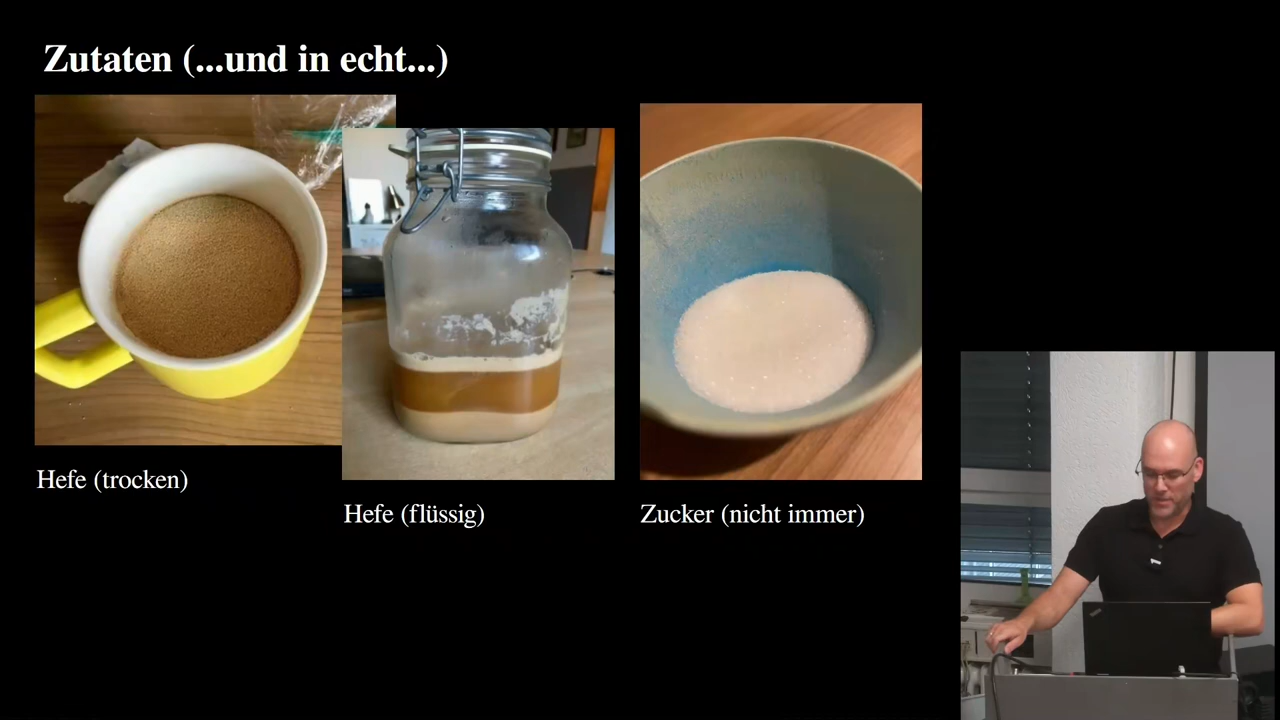 Zutaten (...und in echt...)
Hefe (trocken)
Hefe (flüssig)
Zucker (nicht immer)